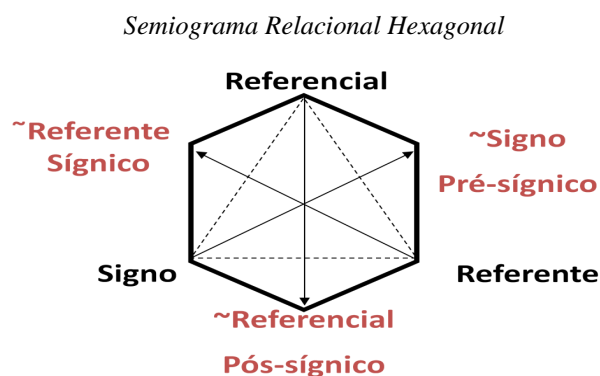 Semiograma Relacional Hexagonal
Referencial
~Referente
Sígnico
~Signo
Pré-sígnico
Signo
Referente
~Referencial
Pós-sígnico